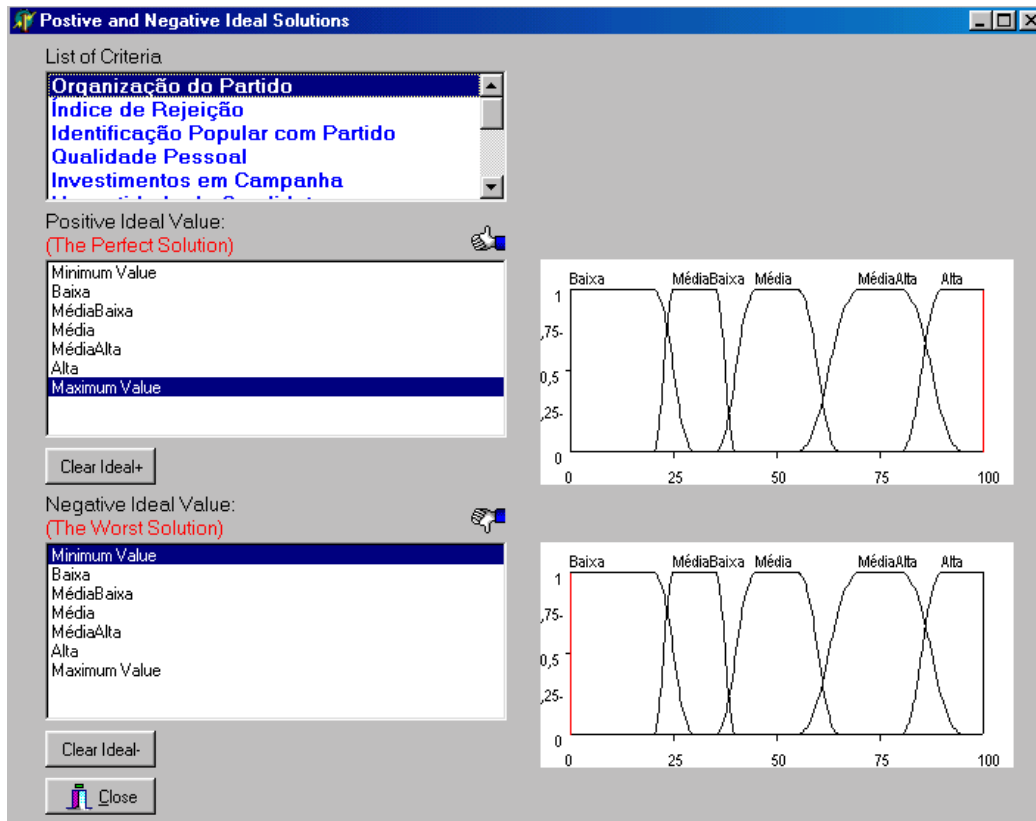 Postive and Negative Ideal Solutions
List of Criteria
Organização do Partido
Índice de Rejeição
Identificação Popular com Partido
Qualidade Pessoal
Investimentos em Campanha
Positive Ideal Value:
(The Perfect Solution)
Minimum Value
Baixa
MédiaBaixa
Média
MédiaAlta
Alta
Maximum Value
Baixa MédiaBaixa Média MédiaAlta Alta
1
,75-
0,5
,25-
0
0 25 50 75 100
Clear Ideal+
Negative Ideal Value:
(The Worst Solution)
Minimum Value
Baixa
MédiaBaixa
Média
MédiaAlta
Alta
Maximum Value
Baixa MédiaBaixa Média MédiaAlta Alta
1
,75-
0,5
,25-
0
0 25 50 75 100
Clear Ideal-
Close